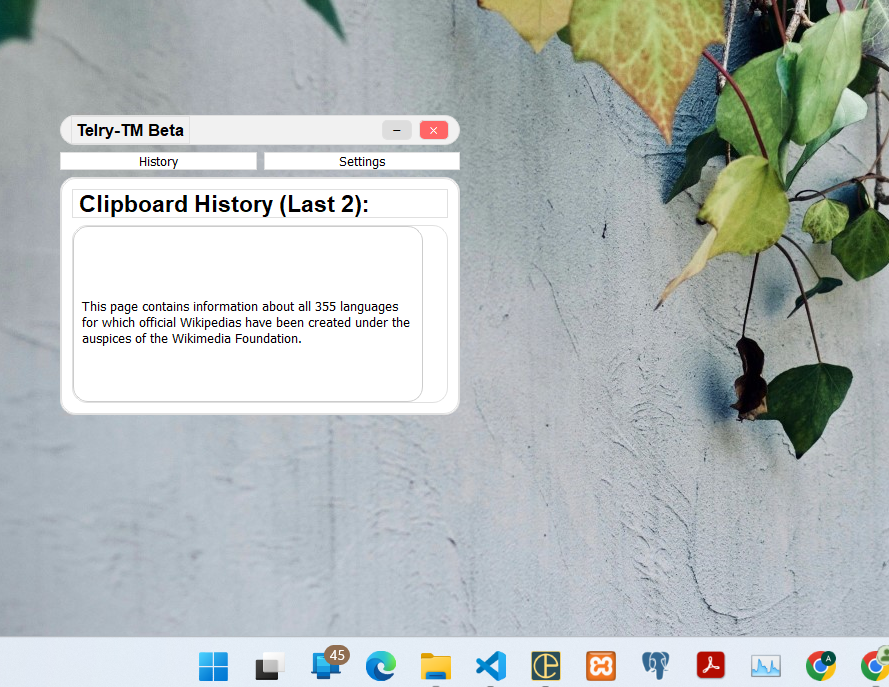 Telry-TM Beta
History Settings
Clipboard History (Last 2):
This page contains information about all 355 languages
for which official Wikipedias have been created under the
auspices of the Wikimedia Foundation.
45
A